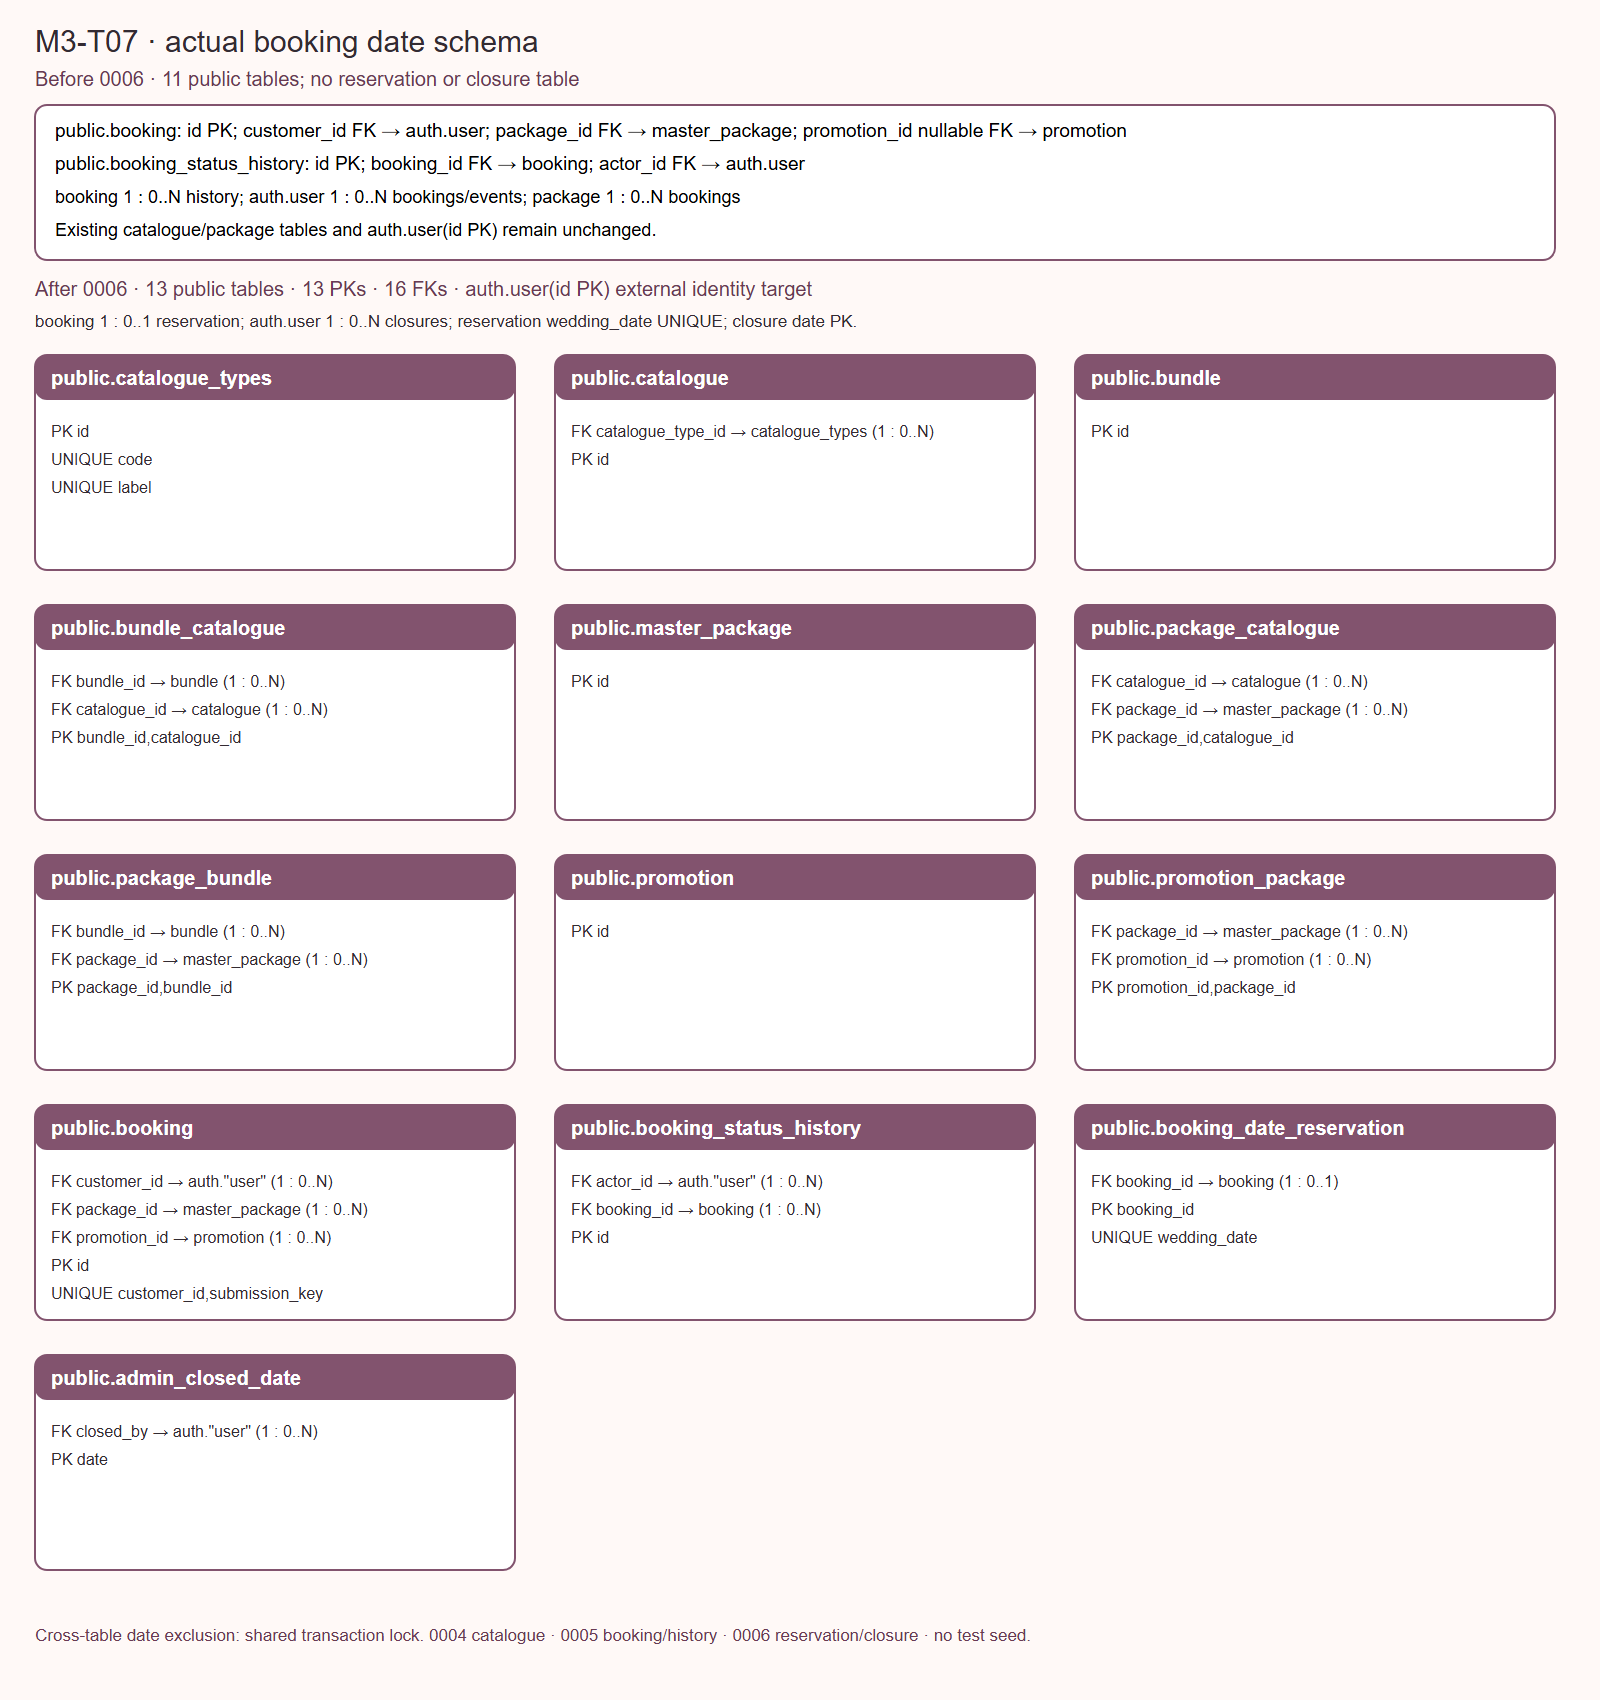 M3-T07 · actual booking date schema
Before 0006 · 11 public tables; no reservation or closure table
public.booking: id PK; customer_id FK → auth.user; package_id FK → master_package; promotion_id nullable FK → promotion
public.booking_status_history: id PK; booking_id FK → booking; actor_id FK → auth.user
booking 1 : 0..N history; auth.user 1 : 0..N bookings/events; package 1 : 0..N bookings
Existing catalogue/package tables and auth.user(id PK) remain unchanged.
After 0006 · 13 public tables · 13 PKs · 16 FKs · auth.user(id PK) external identity target
booking 1 : 0..1 reservation; auth.user 1 : 0..N closures; reservation wedding_date UNIQUE; closure date PK.
public.catalogue_types
PK id
UNIQUE code
UNIQUE label
public.catalogue
FK catalogue_type_id → catalogue_types (1 : 0..N)
PK id
public.bundle
PK id
public.bundle_catalogue
FK bundle_id → bundle (1 : 0..N)
FK catalogue_id → catalogue (1 : 0..N)
PK bundle_id,catalogue_id
public.master_package
PK id
public.package_catalogue
FK catalogue_id → catalogue (1 : 0..N)
FK package_id → master_package (1 : 0..N)
PK package_id,catalogue_id
public.package_bundle
FK bundle_id → bundle (1 : 0..N)
FK package_id → master_package (1 : 0..N)
PK package_id,bundle_id
public.promotion
PK id
public.promotion_package
FK package_id → master_package (1 : 0..N)
FK promotion_id → promotion (1 : 0..N)
PK promotion_id,package_id
public.booking
FK customer_id → auth."user" (1 : 0..N)
FK package_id → master_package (1 : 0..N)
FK promotion_id → promotion (1 : 0..N)
PK id
UNIQUE customer_id,submission_key
public.booking_status_history
FK actor_id → auth."user" (1 : 0..N)
FK booking_id → booking (1 : 0..N)
PK id
public.booking_date_reservation
FK booking_id → booking (1 : 0..1)
PK booking_id
UNIQUE wedding_date
public.admin_closed_date
FK closed_by → auth."user" (1 : 0..N)
PK date
Cross-table date exclusion: shared transaction lock. 0004 catalogue · 0005 booking/history · 0006 reservation/closure · no test seed.